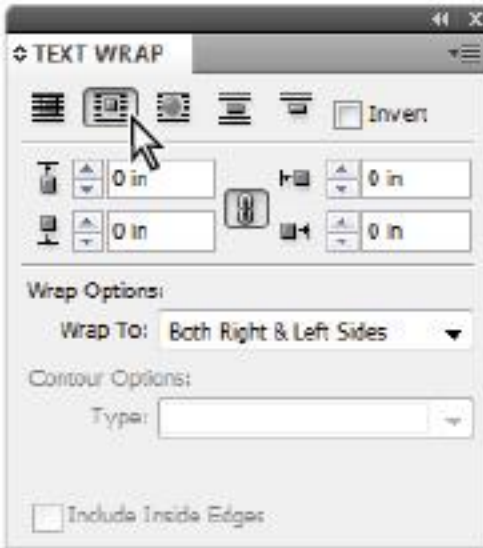 TEXT WRAP
Invert
0 in 0 in
0 in 0 in
Wrap Options:
Wrap To: Both Right & Left Sides
Contour Options:
Type:
Include Inside Edges